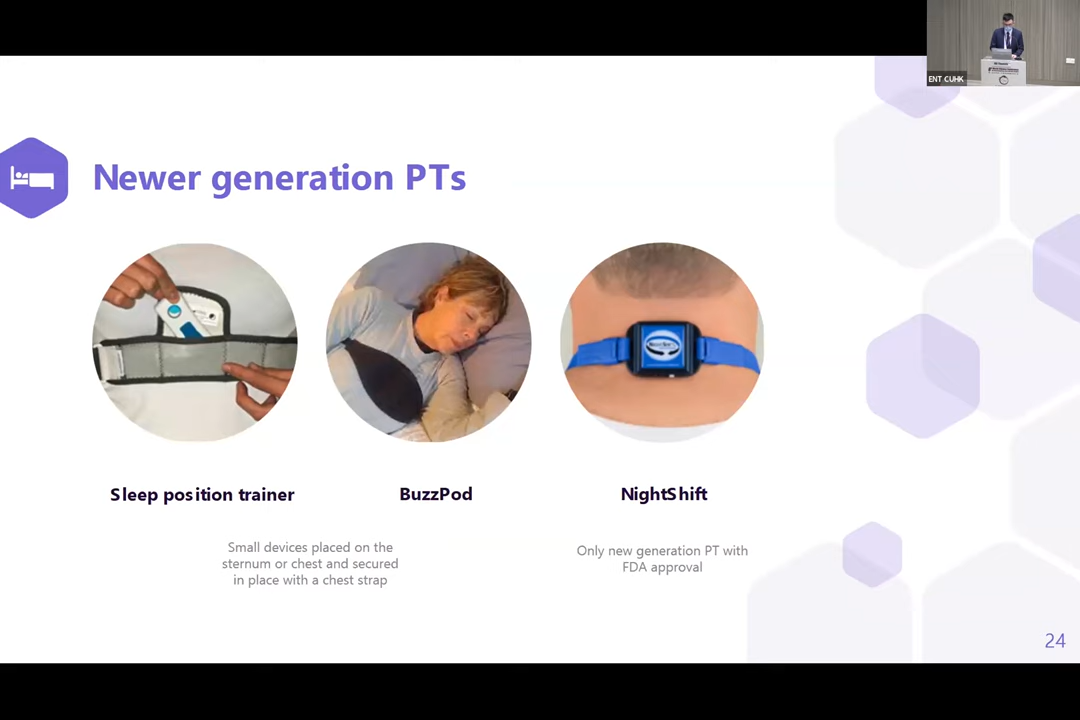 ENT CUHK
Newer generation PTs
Sleep position trainer
BuzzPod
NightShift
Small devices placed on the
sternum or chest and secured
in place with a chest strap
Only new generation PT with
FDA approval
24